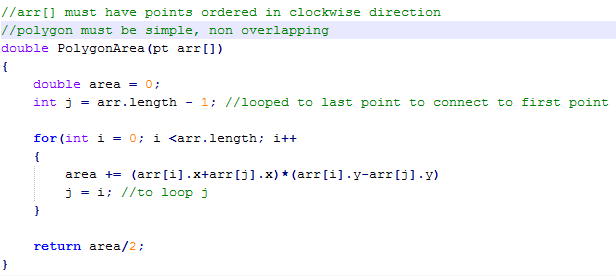 //arr[] must have points ordered in clockwise direction
//polygon must be simple, non overlapping
double PolygonArea(pt arr[])
{
double area = 0;
int j = arr.length - 1; //looped to last point to connect to first point
for(int i = 0; i <arr.length; i++
{
area += (arr[i].x+arr[j].x)*(arr[i].y-arr[j].y)
j = i; //to loop j
}
return area/2;
}